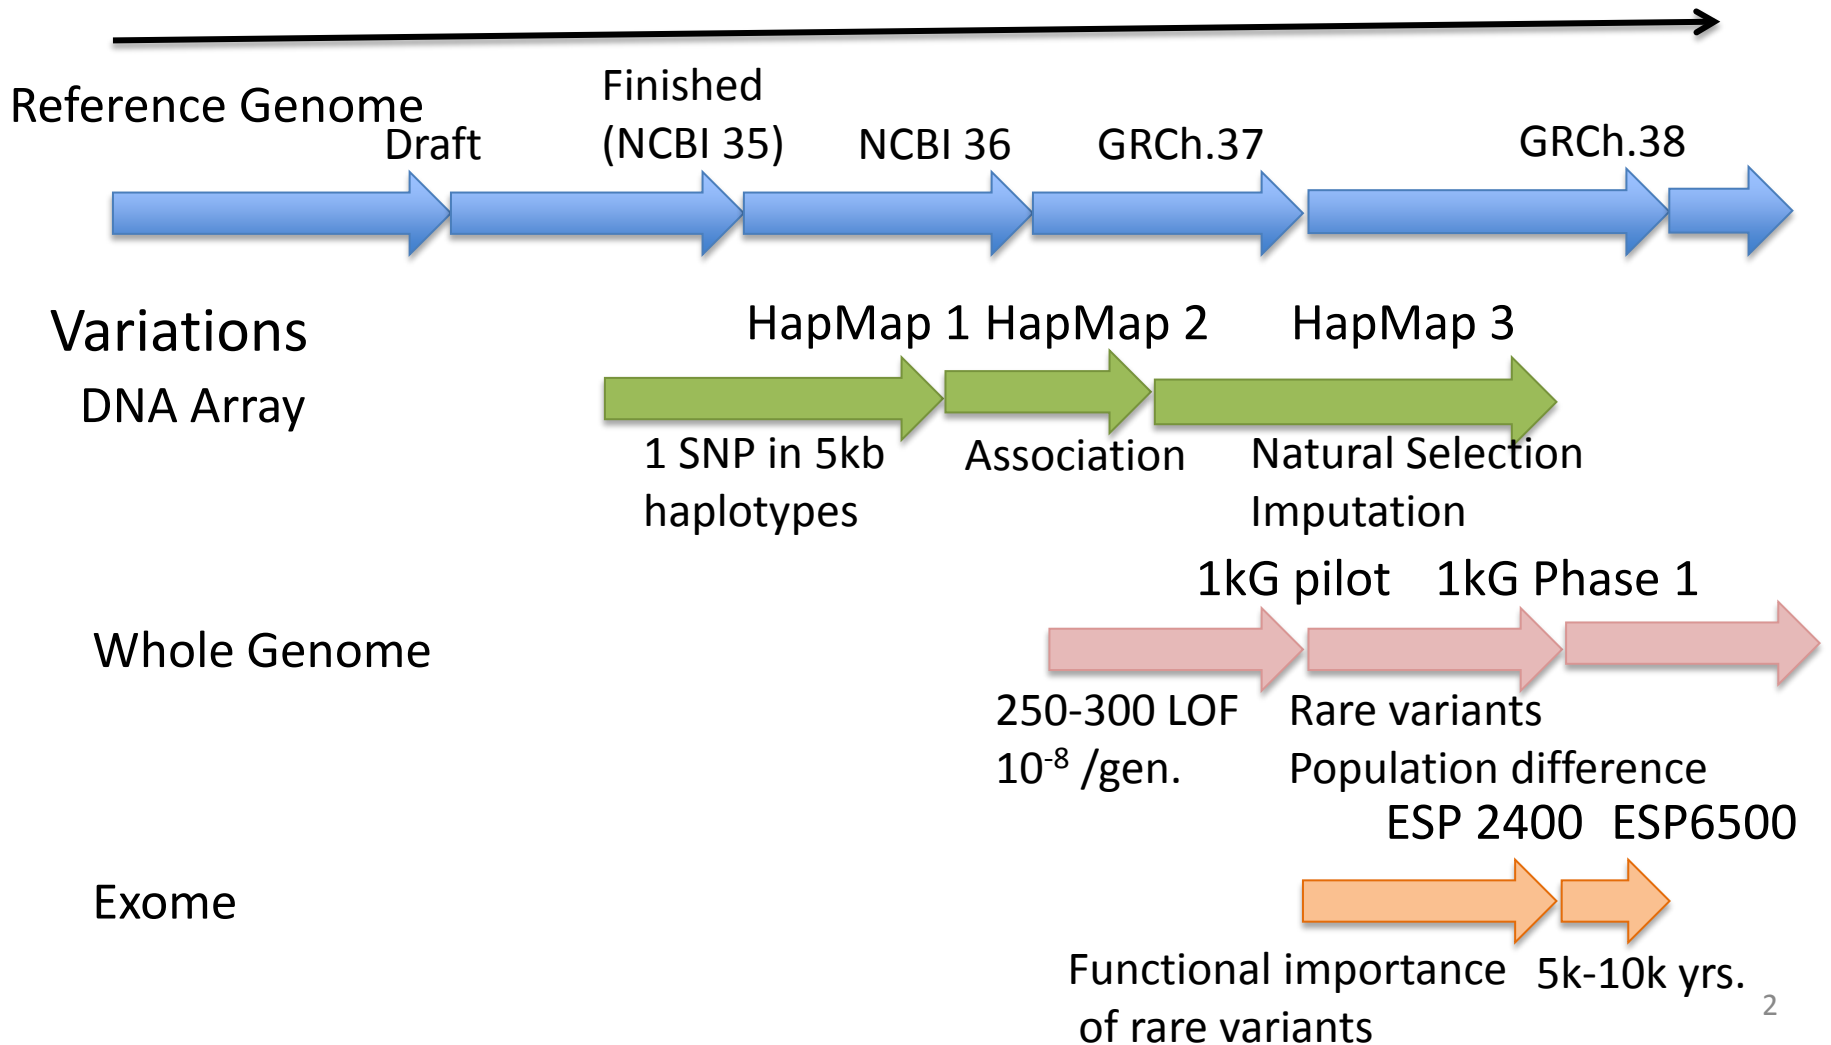 Reference Genome
Draft
Finished
(NCBI 35)
NCBI 36
GRCh.37
GRCh.38
Variations
HapMap 1 HapMap 2
HapMap 3
DNA Array
1 SNP in 5kb
haplotypes
Association
Natural Selection
Imputation
1kG pilot
1kG Phase 1
Whole Genome
250-300 LOF
10⁻⁸ /gen.
Rare variants
Population difference
ESP 2400
ESP6500
Exome
Functional importance
of rare variants
5k-10k yrs.
2